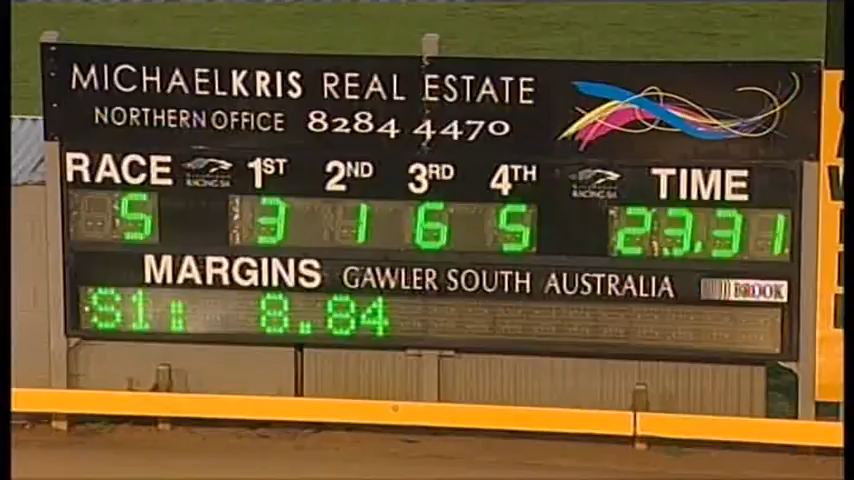 MICHAELKRIS REAL ESTATE
NORTHERN OFFICE 8284 4470
RACE 1ST 2ND 3RD 4TH TIME
5 3 1 6 5 23.31
MARGINS GAWLER SOUTH AUSTRALIA BROOK
S1: 8.84